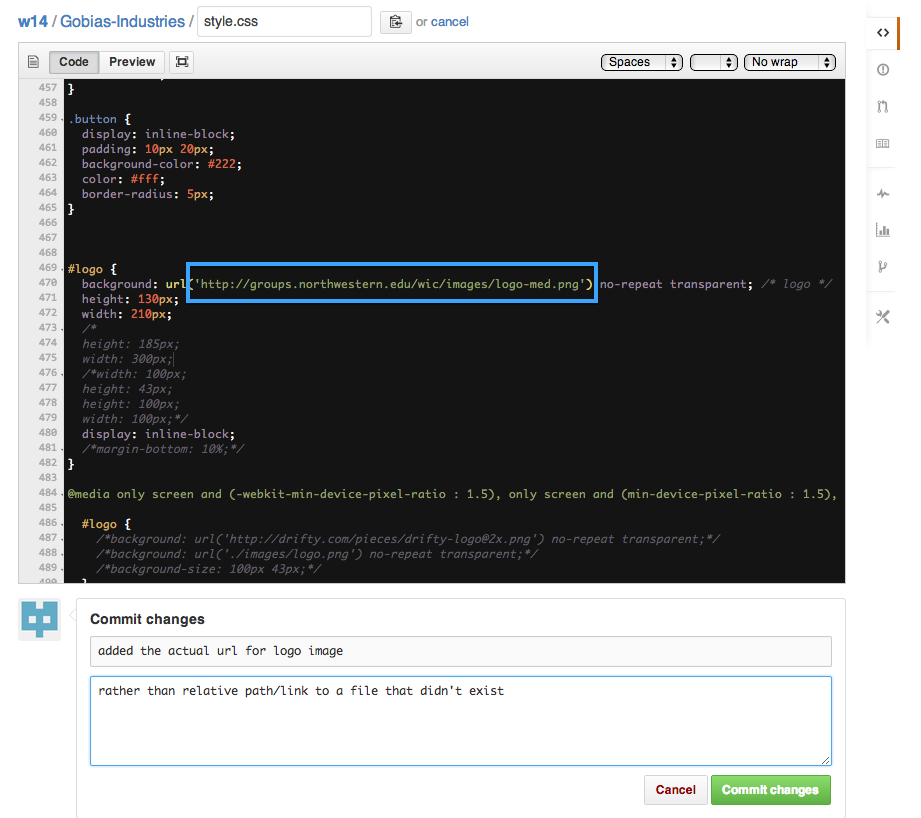 w14 / Gobias-Industries / style.css or cancel
Code Preview Spaces No wrap
457 }
458
459 .button {
460 display: inline-block;
461 padding: 10px 20px;
462 background-color: #222;
463 color: #fff;
464 border-radius: 5px;
465 }
466
467
468
469 #logo {
470 background: url('http://groups.northwestern.edu/wic/images/logo-med.png') no-repeat transparent; /* logo */
471 height: 130px;
472 width: 210px;
473 /*
474 height: 185px;
475 width: 300px;
476 /*width: 100px;
477 height: 43px;
478 height: 100px;
479 width: 100px;*/
480 display: inline-block;
481 /*margin-bottom: 10%;*/
482 }
483
484 @media only screen and (-webkit-min-device-pixel-ratio : 1.5), only screen and (min-device-pixel-ratio : 1.5),
485
486 #logo {
487 /*background: url('http://drifty.com/pieces/drifty-logo@2x.png') no-repeat transparent;*/
488 /*background: url('./images/logo.png') no-repeat transparent;*/
489 /*background-size: 100px 43px;*/
490 }
Commit changes
added the actual url for logo image
rather than relative path/link to a file that didn't exist
Cancel Commit changes